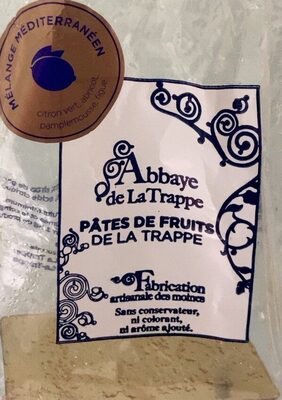 MÉLANGE MÉDITERRANÉEN
citron vert, abricot,
pamplemousse, figue
Abbaye
de La Trappe
PÂTES DE FRUITS
DE LA TRAPPE
Fabrication
artisanale des moines
Sans conservateur,
ni colorant,
ni arôme ajouté.